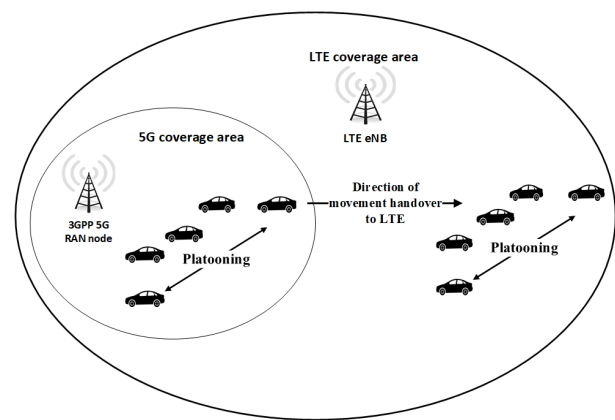 LTE coverage area
LTE eNB
5G coverage area
3GPP 5G
RAN node
Direction of
movement handover
to LTE
Platooning
Platooning